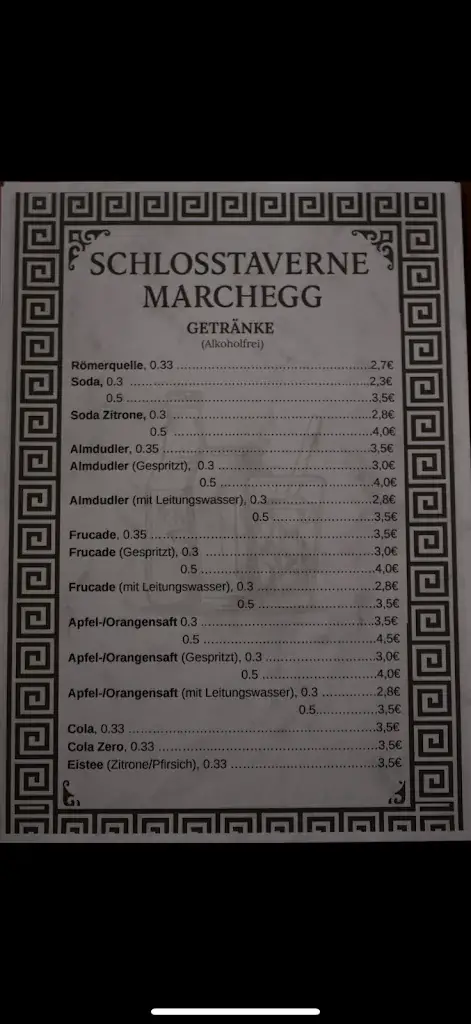 SCHLOSSTAVERNE
MARCHEGG
GETRÄNKE
(Alkoholfrei)
Römerquelle, 0.33 ........................................................2,7€
Soda, 0.3 ........................................................2,3€
0.5 ........................................................3,5€
Soda Zitrone, 0.3 ........................................................2,8€
0.5 ........................................................4,0€
Almdudler, 0.35 ........................................................3,5€
Almdudler (Gespritzt), 0.3 ..............................................3,0€
0.5 ..............................................4,0€
Almdudler (mit Leitungswasser), 0.3 ...............................2,8€
0.5 ...............................3,5€
Frucade, 0.35 ........................................................3,5€
Frucade (Gespritzt), 0.3 ..............................................3,0€
0.5 ........................................................4,0€
Frucade (mit Leitungswasser), 0.3 ...................................2,8€
0.5 ...................................3,5€
Apfel-/Orangensaft 0.3 ..................................................3,5€
0.5 ..................................................4,5€
Apfel-/Orangensaft (Gespritzt), 0.3 .................................3,0€
0.5 .................................4,0€
Apfel-/Orangensaft (mit Leitungswasser), 0.3 ................2,8€
0.5......................3,5€
Cola, 0.33 ........................................................3,5€
Cola Zero, 0.33 ........................................................3,5€
Eistee (Zitrone/Pfirsich), 0.33 ........................................3,5€